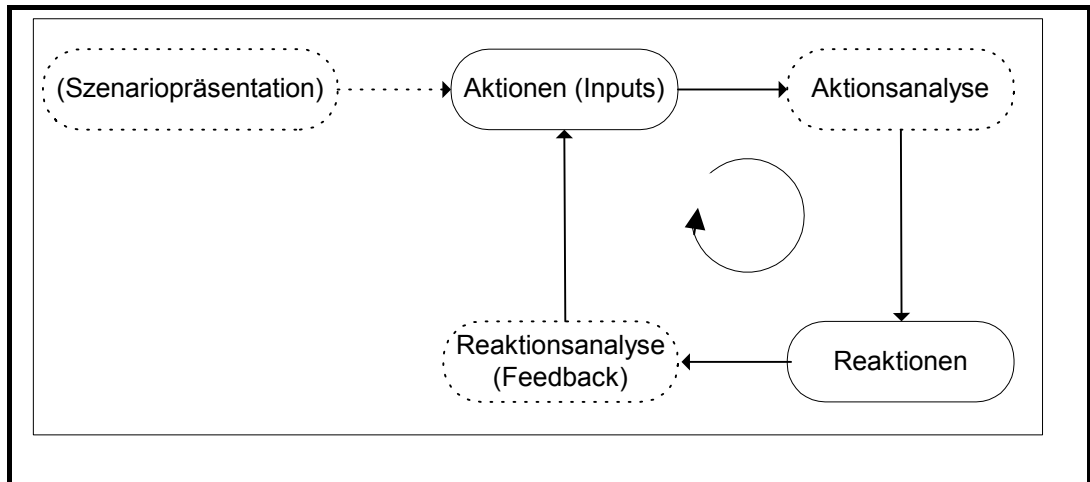 (Szenariopräsentation)
Aktionen (Inputs)
Aktionsanalyse
Reaktionsanalyse
(Feedback)
Reaktionen